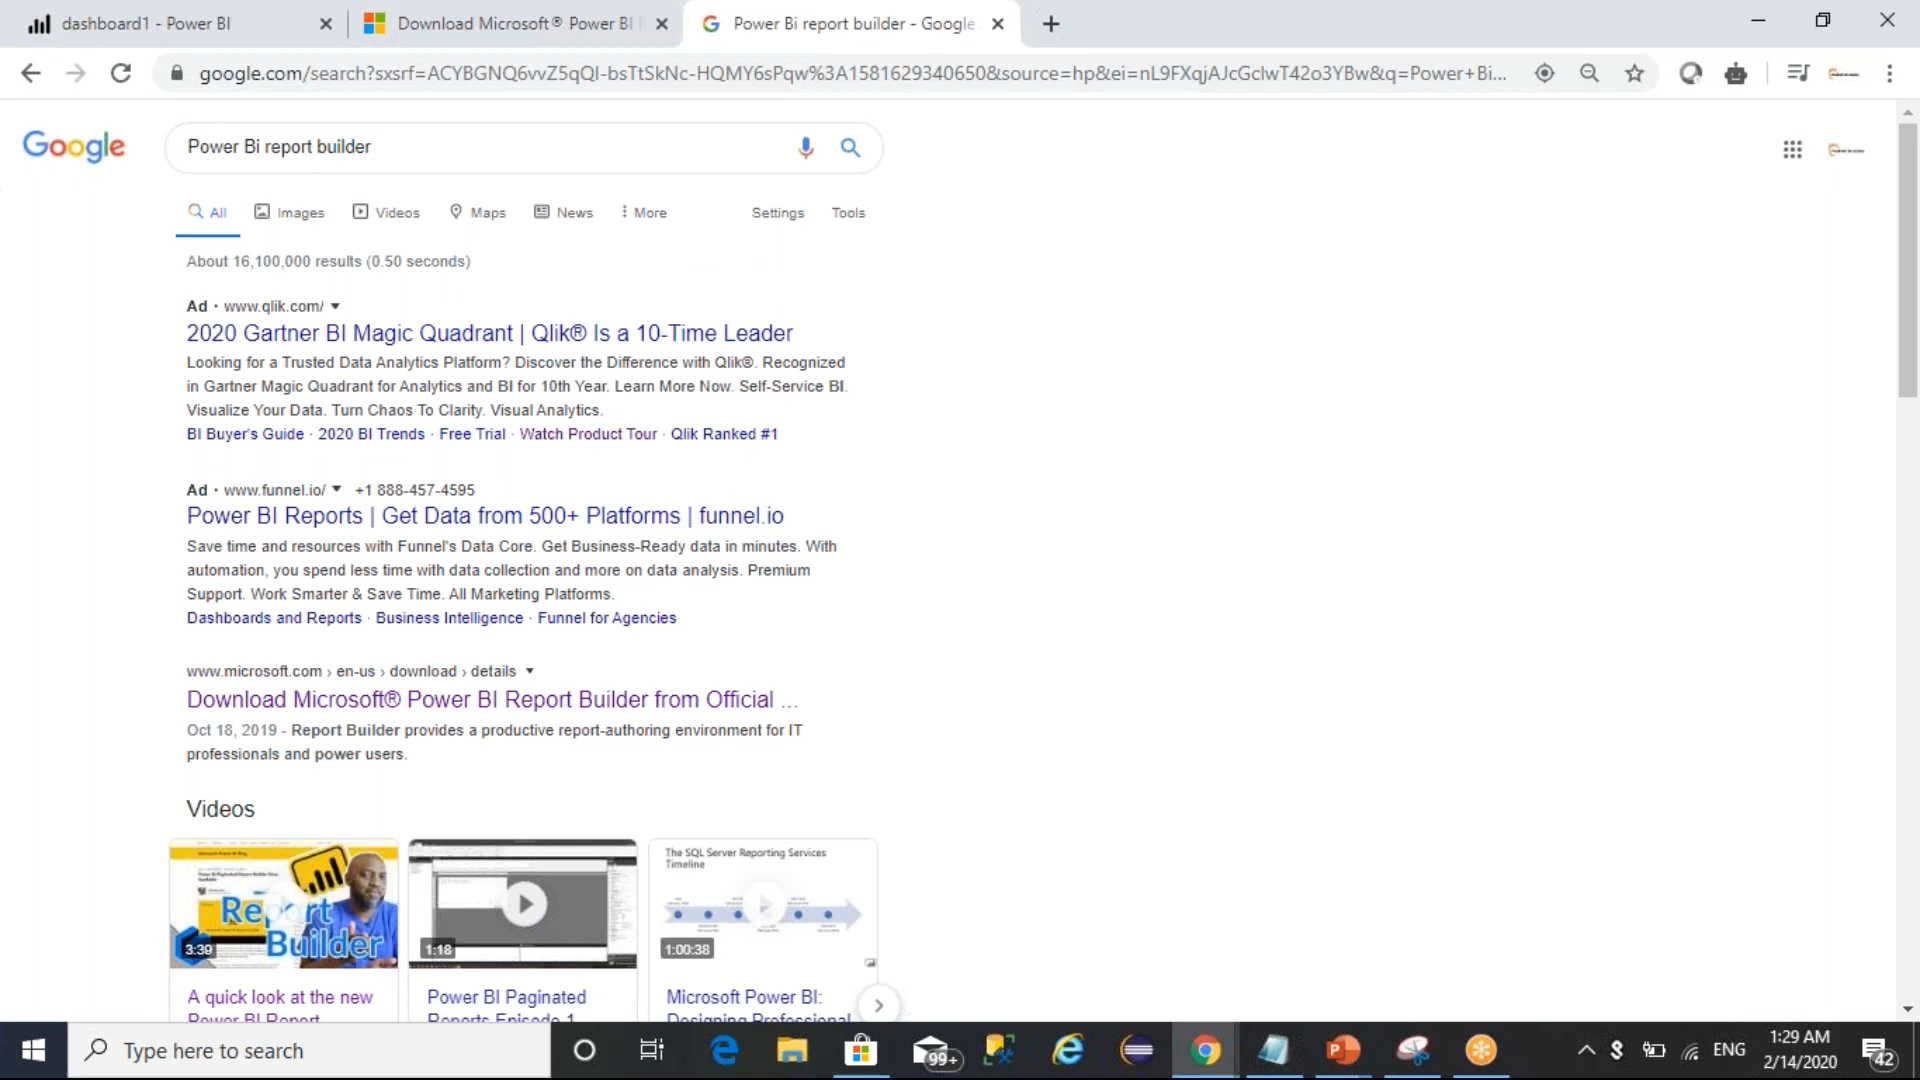 dashboard1 - Power BI
Download Microsoft® Power BI R
Power Bi report builder - Google
google.com/search?sxsrf=ACYBGNQ6vvZ5qQI-bsTtSkNc-HQMY6sPqw%3A1581629340650&source=hp&ei=nL9FXqjAJcGclwT42o3YBw&q=Power+Bi...
Google
Power Bi report builder
All Images Videos Maps News More Settings Tools
About 16,100,000 results (0.50 seconds)
Ad · www.qlik.com/
2020 Gartner BI Magic Quadrant | Qlik® Is a 10-Time Leader
Looking for a Trusted Data Analytics Platform? Discover the Difference with Qlik®. Recognized
in Gartner Magic Quadrant for Analytics and BI for 10th Year. Learn More Now. Self-Service BI.
Visualize Your Data. Turn Chaos To Clarity. Visual Analytics.
BI Buyer's Guide · 2020 BI Trends · Free Trial · Watch Product Tour · Qlik Ranked #1
Ad · www.funnel.io/ +1 888-457-4595
Power BI Reports | Get Data from 500+ Platforms | funnel.io
Save time and resources with Funnel's Data Core. Get Business-Ready data in minutes. With
automation, you spend less time with data collection and more on data analysis. Premium
Support. Work Smarter & Save Time. All Marketing Platforms.
Dashboards and Reports · Business Intelligence · Funnel for Agencies
www.microsoft.com › en-us › download › details
Download Microsoft® Power BI Report Builder from Official ...
Oct 18, 2019 - Report Builder provides a productive report-authoring environment for IT
professionals and power users.
Videos
Report
Builder
3:39
1:18
The SQL Server Reporting Services
Timeline
1:00:38
A quick look at the new
Power BI Report
Power BI Paginated
Reports Episode 1
Microsoft Power BI:
Designing Professional
Type here to search
99+
ENG
1:29 AM
2/14/2020
42